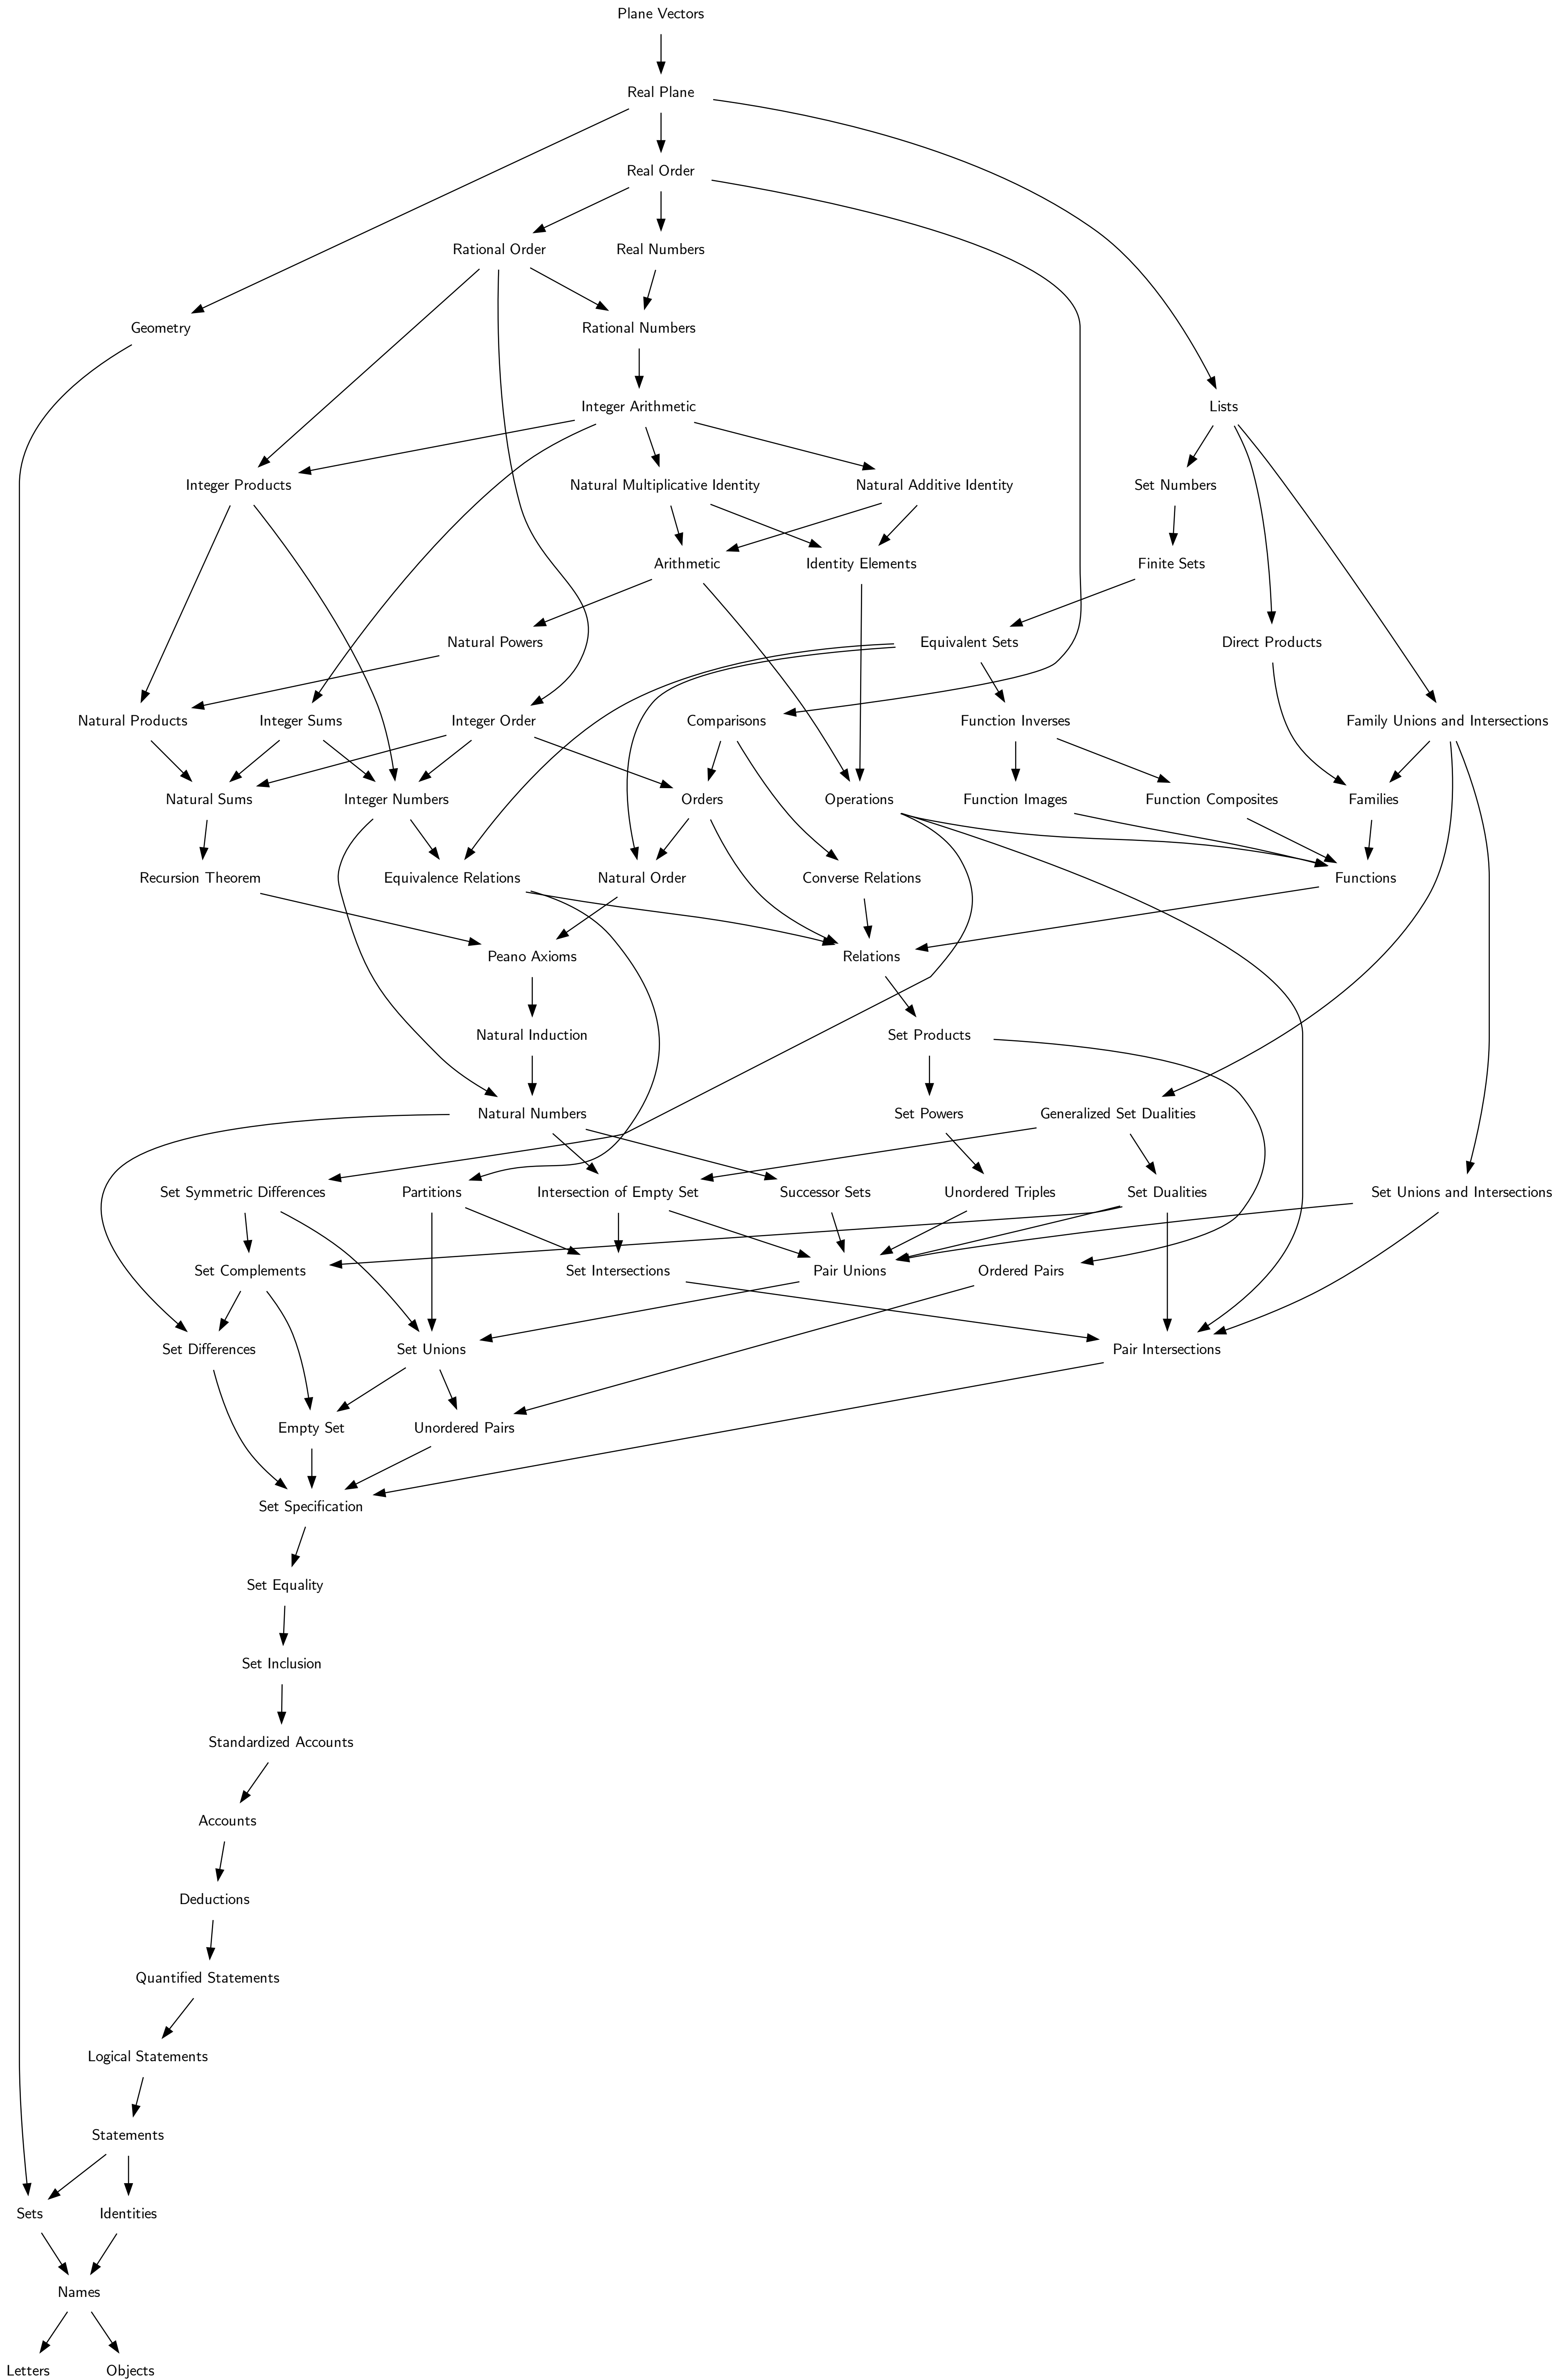 Plane Vectors
Real Plane
Real Order
Rational Order
Real Numbers
Geometry
Rational Numbers
Integer Arithmetic
Lists
Integer Products
Natural Multiplicative Identity
Natural Additive Identity
Set Numbers
Arithmetic
Identity Elements
Finite Sets
Natural Powers
Equivalent Sets
Direct Products
Natural Products
Integer Sums
Integer Order
Comparisons
Function Inverses
Family Unions and Intersections
Natural Sums
Integer Numbers
Orders
Operations
Function Images
Function Composites
Families
Recursion Theorem
Equivalence Relations
Natural Order
Converse Relations
Functions
Peano Axioms
Relations
Natural Induction
Set Products
Natural Numbers
Set Powers
Generalized Set Dualities
Set Symmetric Differences
Partitions
Intersection of Empty Set
Successor Sets
Unordered Triples
Set Dualities
Set Unions and Intersections
Set Complements
Set Intersections
Pair Unions
Ordered Pairs
Set Differences
Set Unions
Pair Intersections
Empty Set
Unordered Pairs
Set Specification
Set Equality
Set Inclusion
Standardized Accounts
Accounts
Deductions
Quantified Statements
Logical Statements
Statements
Sets
Identities
Names
Letters
Objects